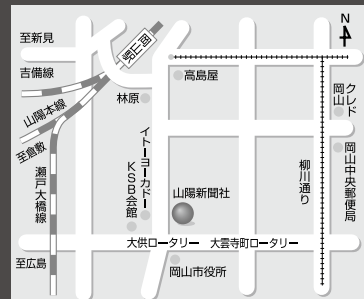 N
至新見
岡山駅
吉備線
高島屋
林原
クレド
岡山
山陽本線
至倉敷
イトーヨーカドー
KSB会館
岡山中央郵便局
瀬戸大橋線
柳川通り
山陽新聞社
大供ロータリー
大雲寺町ロータリー
至広島
岡山市役所